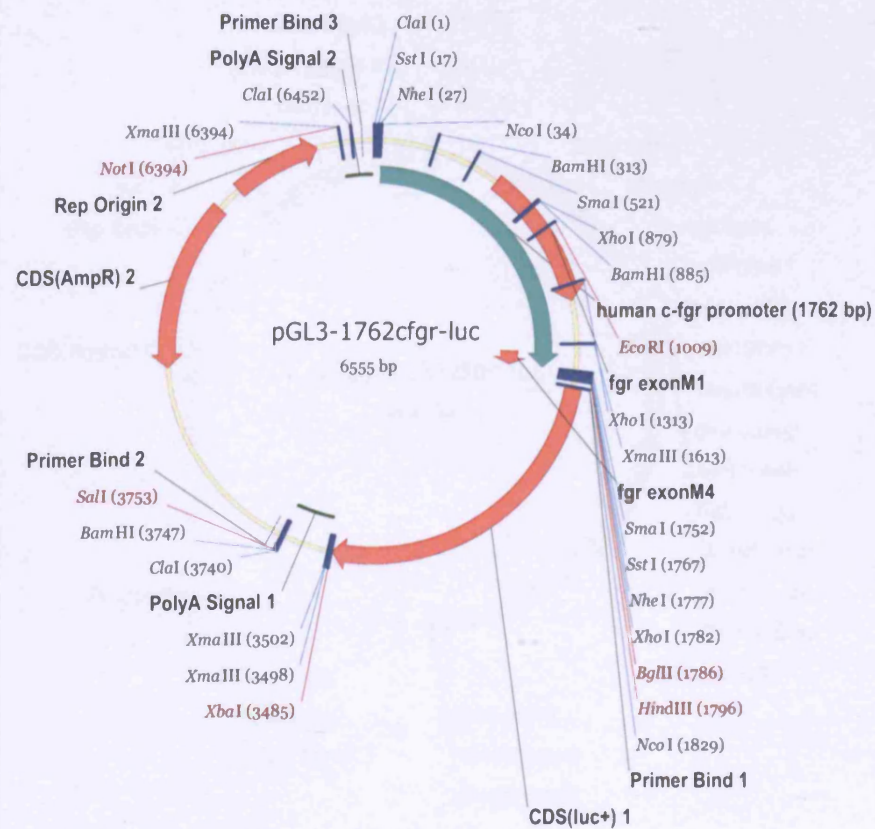 Primer Bind 3
ClaI (1)
PolyA Signal 2
SstI (17)
ClaI (6452)
NheI (27)
XmaIII (6394)
NcoI (34)
NotI (6394)
BamHI (313)
Rep Origin 2
SmaI (521)
XhoI (879)
CDS(AmpR) 2
BamHI (885)
human c-fgr promoter (1762 bp)
pGL3-1762cfgr-luc
EcoRI (1009)
6555 bp
fgr exonM1
XhoI (1313)
XmaIII (1613)
Primer Bind 2
fgr exonM4
SalI (3753)
SmaI (1752)
BamHI (3747)
SstI (1767)
ClaI (3740)
NheI (1777)
PolyA Signal 1
XhoI (1782)
XmaIII (3502)
BglII (1786)
XmaIII (3498)
HindIII (1796)
XbaI (3485)
NcoI (1829)
Primer Bind 1
CDS(luc+) 1